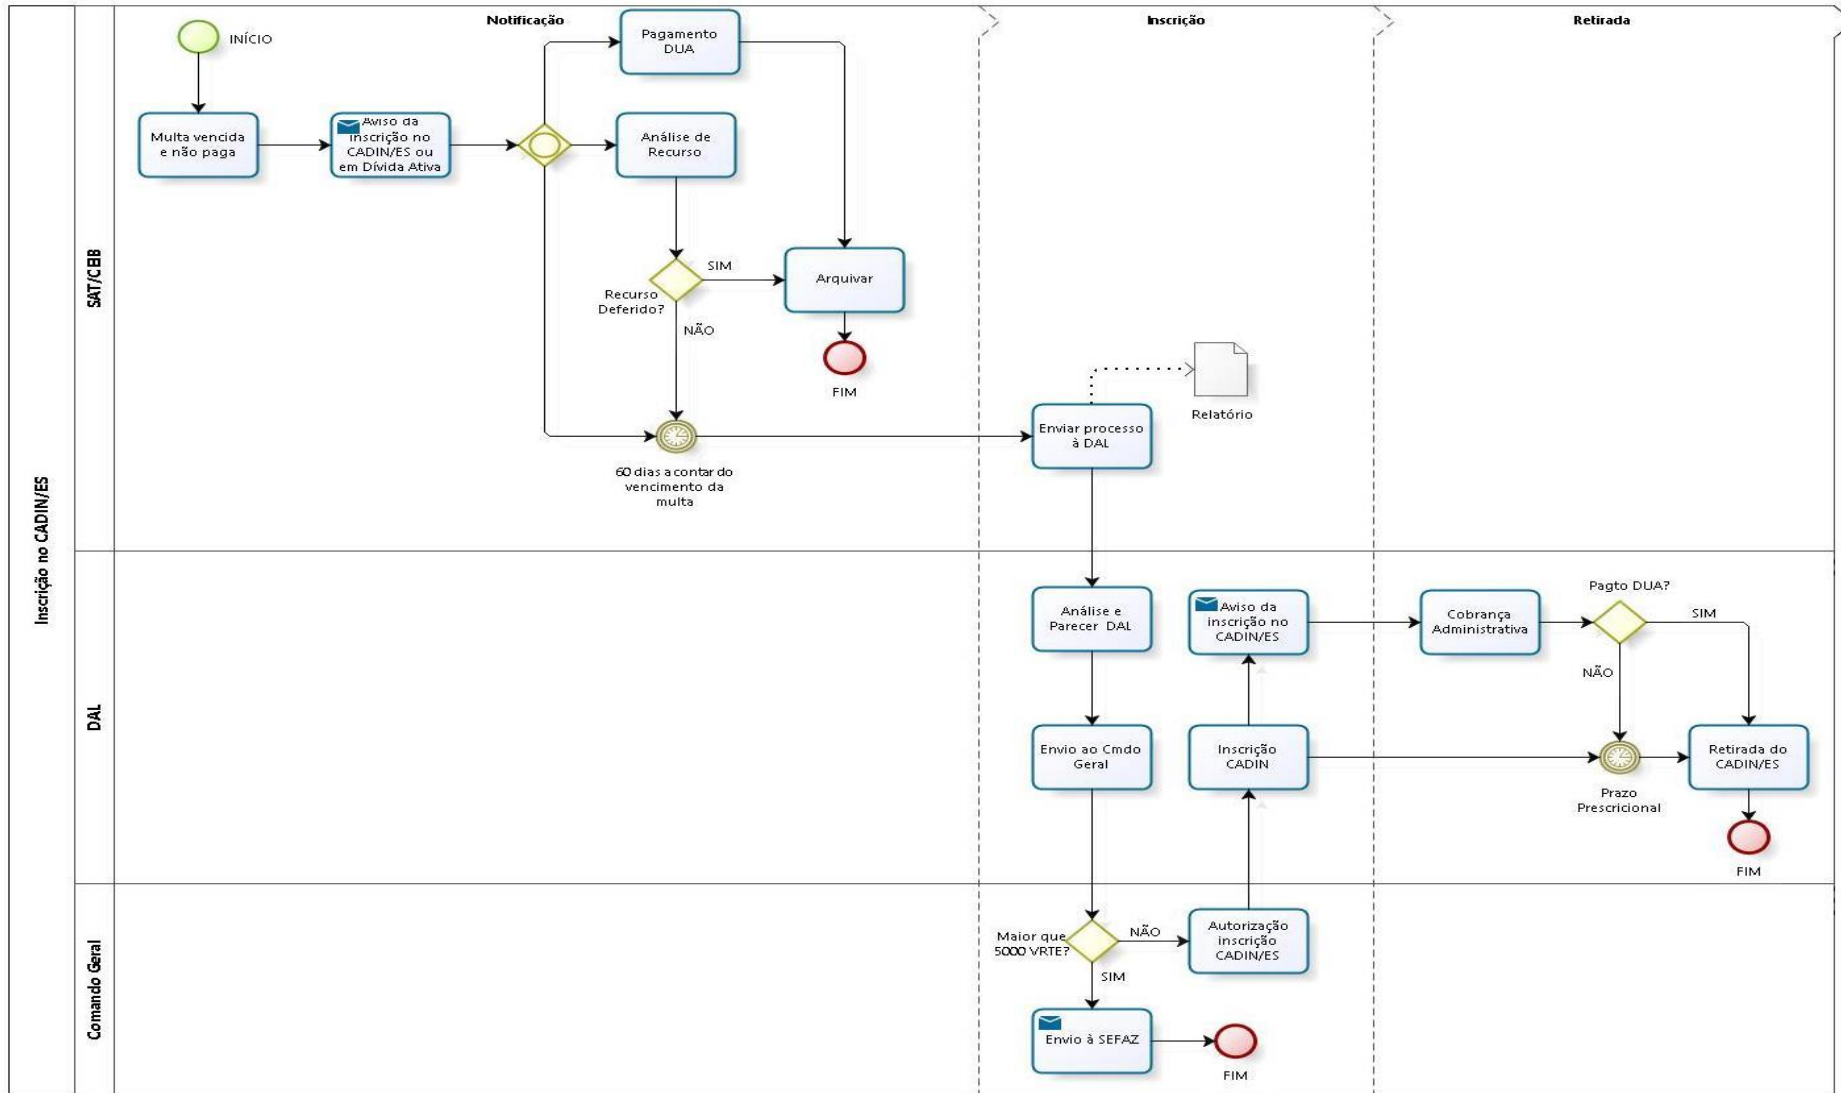 Notificação
Inscrição
Retirada
Inscrição no CADIN/ES
SAT/CBB
INÍCIO
Multa vencida
e não paga
Aviso da
inscrição no
CADIN/ES ou
em Dívida Ativa
Pagamento
DUA
Análise de
Recurso
Recurso
Deferido?
SIM
NÃO
Arquivar
FIM
60 dias a contar do
vencimento da
multa
Enviar processo
à DAL
Relatório
DAL
Análise e
Parecer DAL
Envio ao Cmdo
Geral
Aviso da
inscrição no
CADIN/ES
Inscrição
CADIN
Cobrança
Administrativa
Pagto DUA?
SIM
NÃO
Prazo
Prescricional
Retirada do
CADIN/ES
FIM
Comando Geral
Maior que
5000 VRTE?
NÃO
SIM
Autorização
inscrição
CADIN/ES
Envio à SEFAZ
FIM